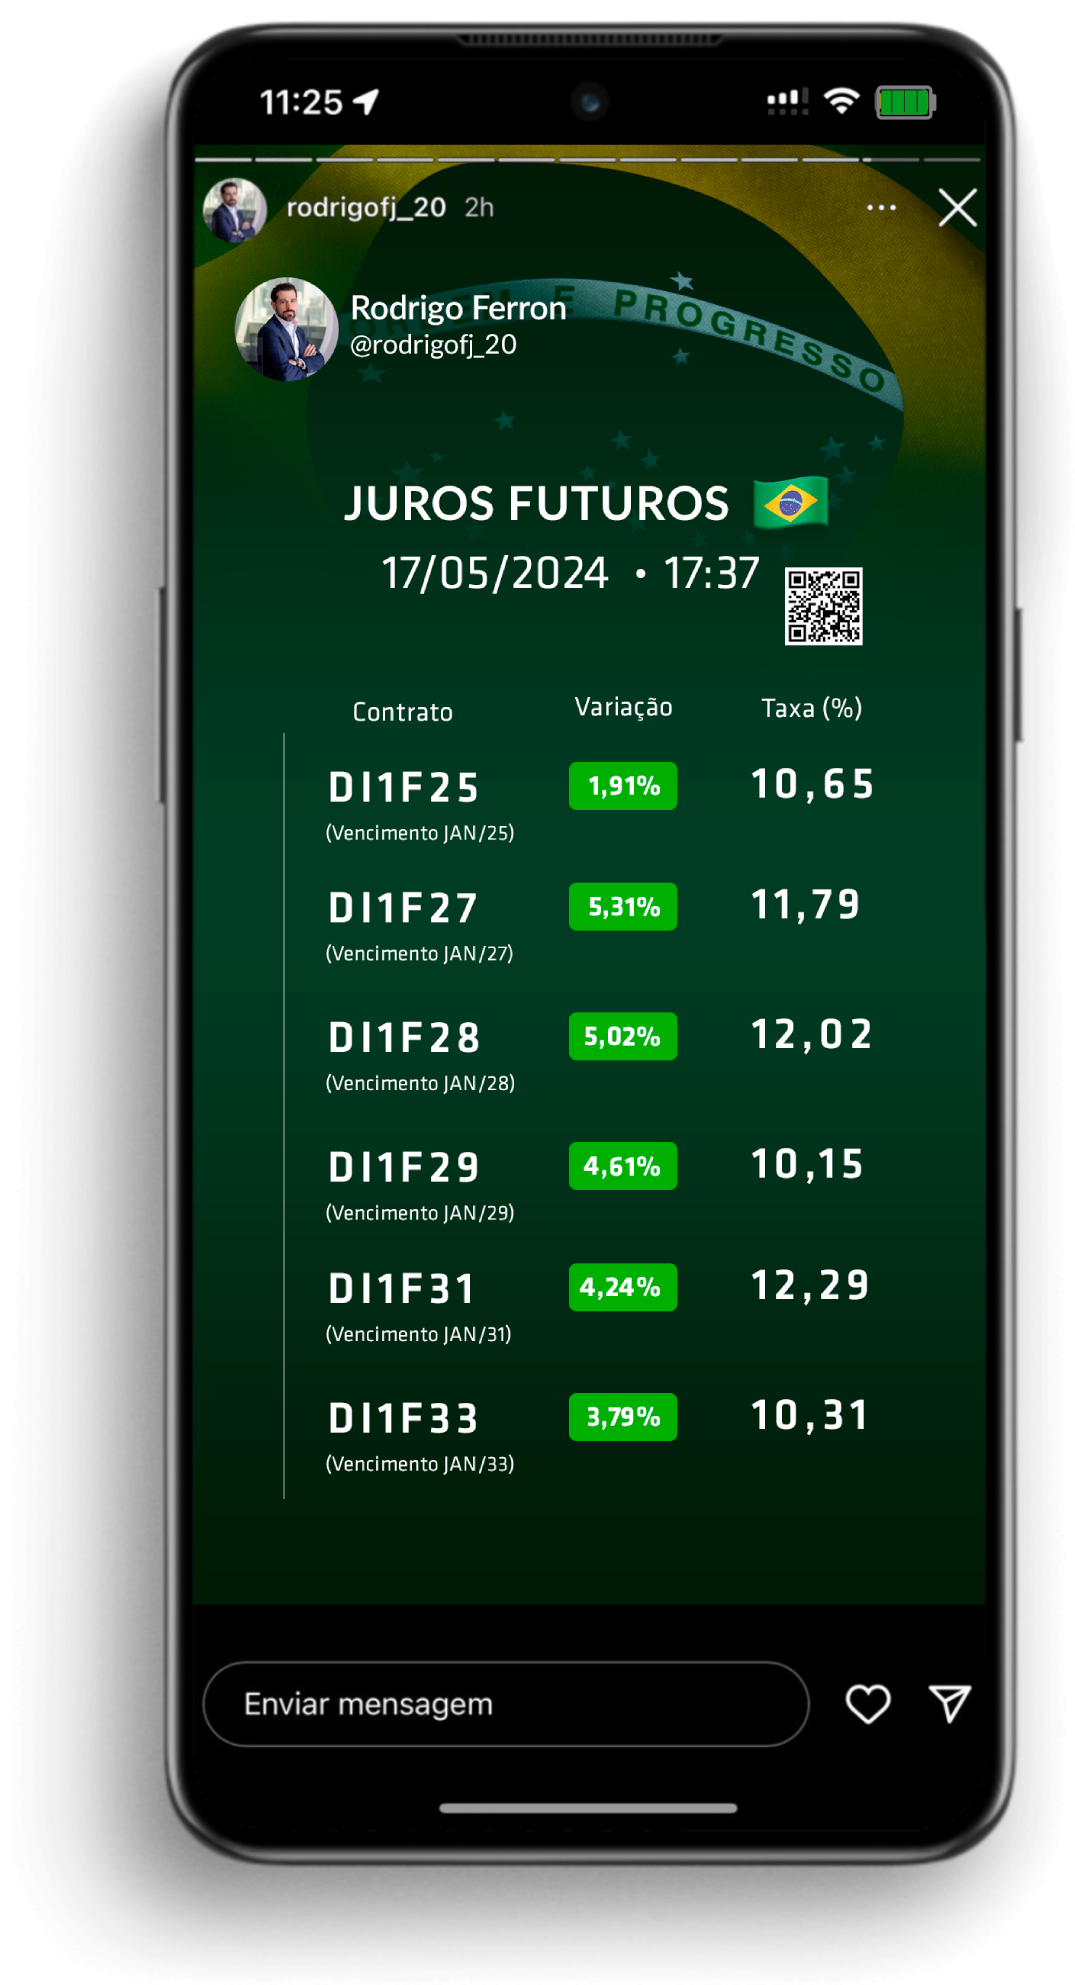 11:25
rodrigofj_20 2h
ORDEM E PROGRESSO
Rodrigo Ferron
@rodrigofj_20
JUROS FUTUROS
17/05/2024 • 17:37
Contrato Variação Taxa (%)
DI1F25 1,91% 10,65
(Vencimento JAN/25)
DI1F27 5,31% 11,79
(Vencimento JAN/27)
DI1F28 5,02% 12,02
(Vencimento JAN/28)
DI1F29 4,61% 10,15
(Vencimento JAN/29)
DI1F31 4,24% 12,29
(Vencimento JAN/31)
DI1F33 3,79% 10,31
(Vencimento JAN/33)
Enviar mensagem